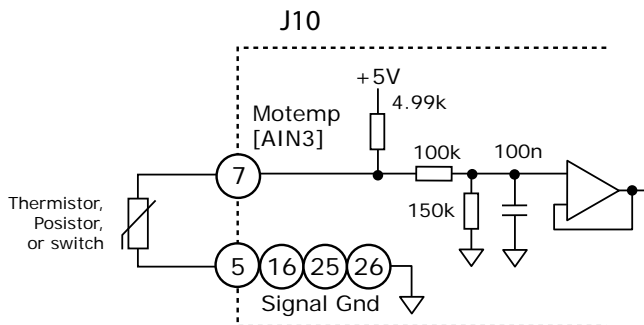 J10
+5V
4.99k
Motemp
[AIN3]
100k
100n
7
150k
Thermistor,
Posistor,
or switch
5
16
25
26
Signal Gnd